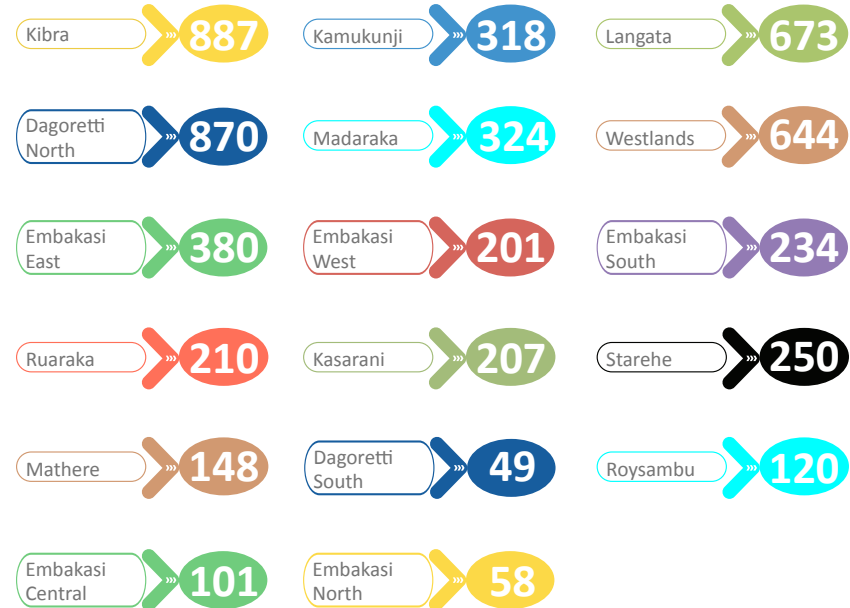 Kibra
887
Kamukunji
318
Langata
673
Dagoretti
North
870
Madaraka
324
Westlands
644
Embakasi
East
380
Embakasi
West
201
Embakasi
South
234
Ruaraka
210
Kasarani
207
Starehe
250
Mathere
148
Dagoretti
South
49
Roysambu
120
Embakasi
Central
101
Embakasi
North
58